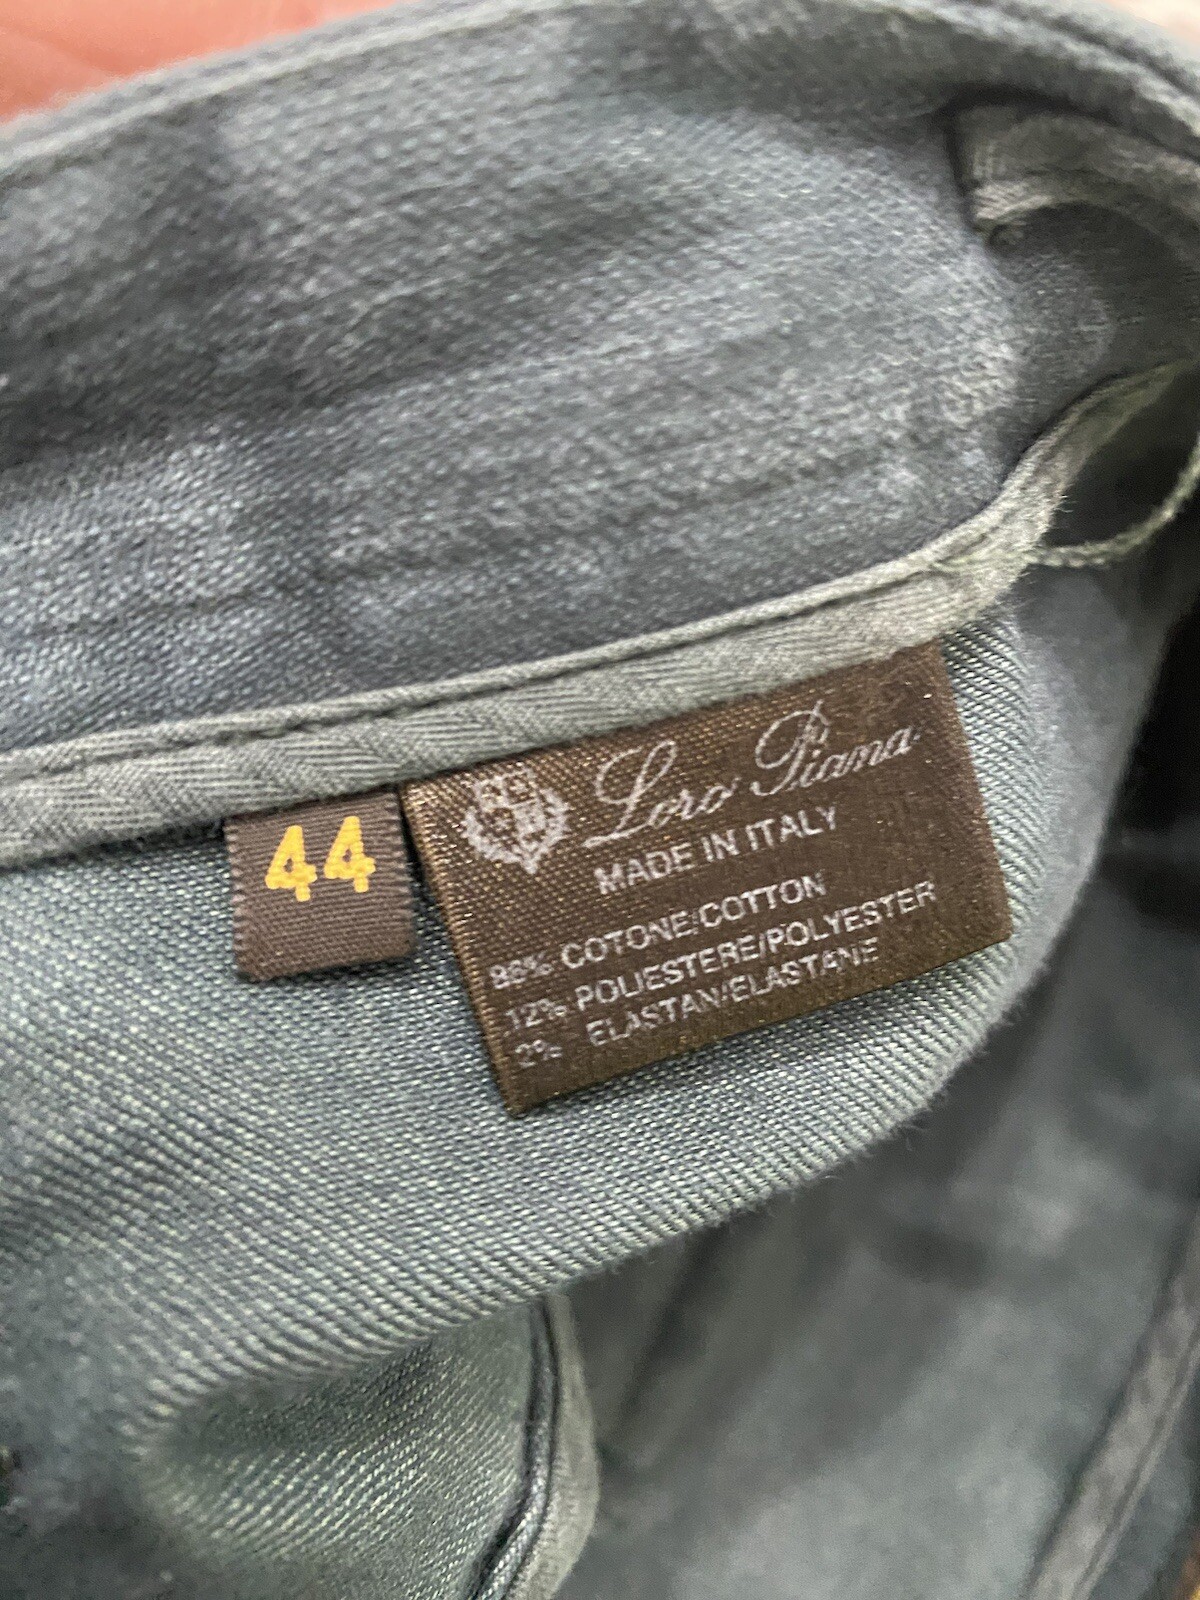 44
Loro Piana
MADE IN ITALY
86% COTONE/COTTON
12% POLIESTERE/POLYESTER
2% ELASTAN/ELASTANE